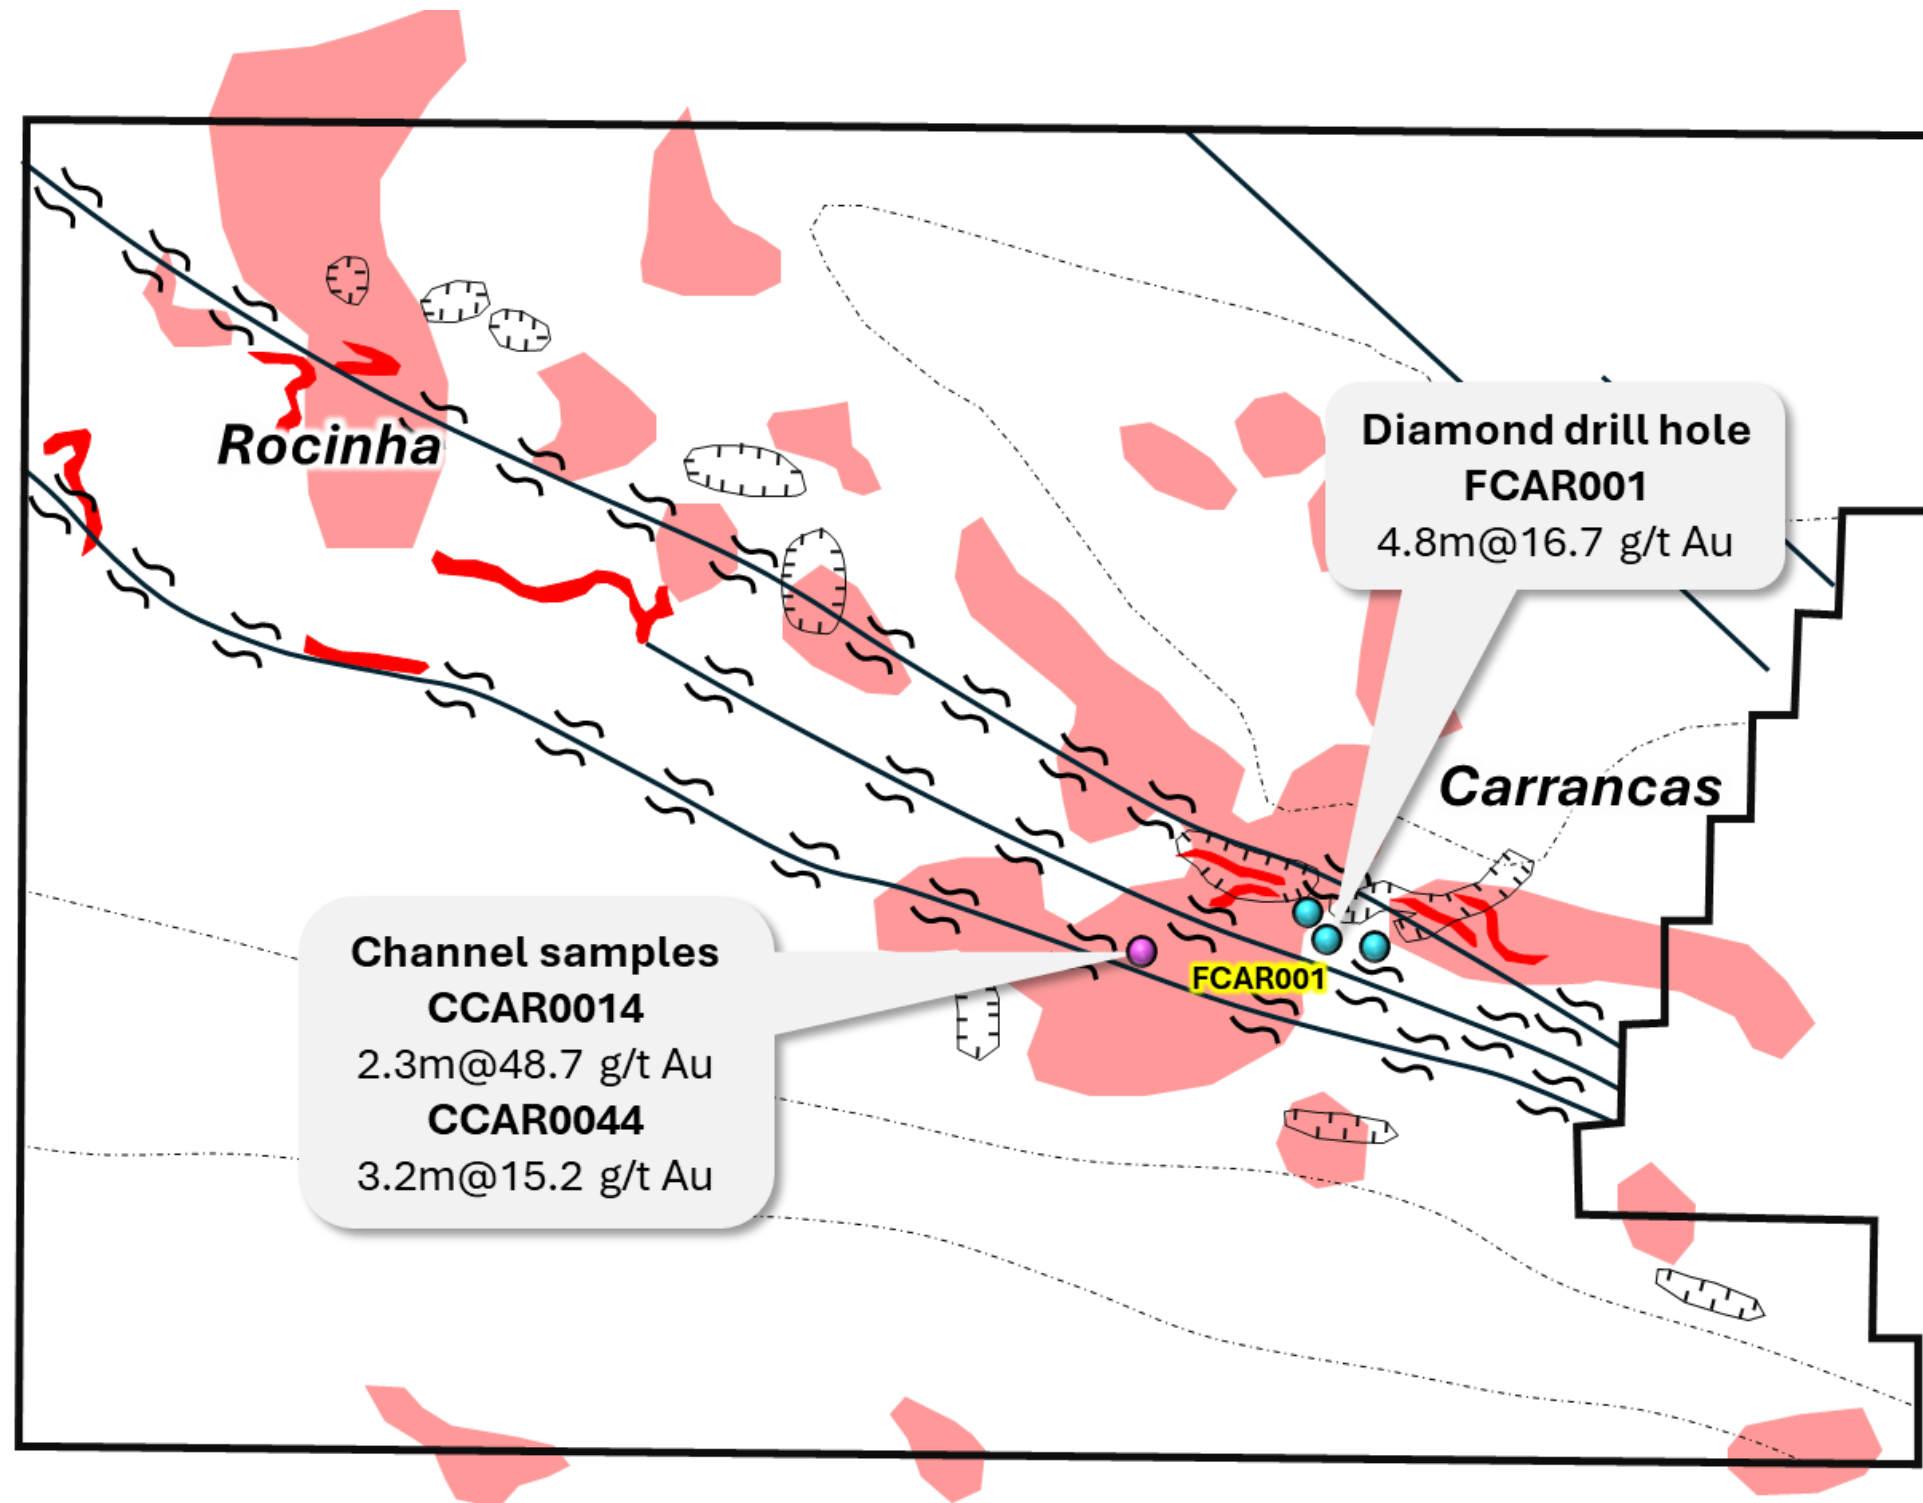 Rocinha
Diamond drill hole
FCAR001
4.8m@16.7 g/t Au
Carrancas
Channel samples
CCAR0014
2.3m@48.7 g/t Au
CCAR0044
3.2m@15.2 g/t Au
FCAR001